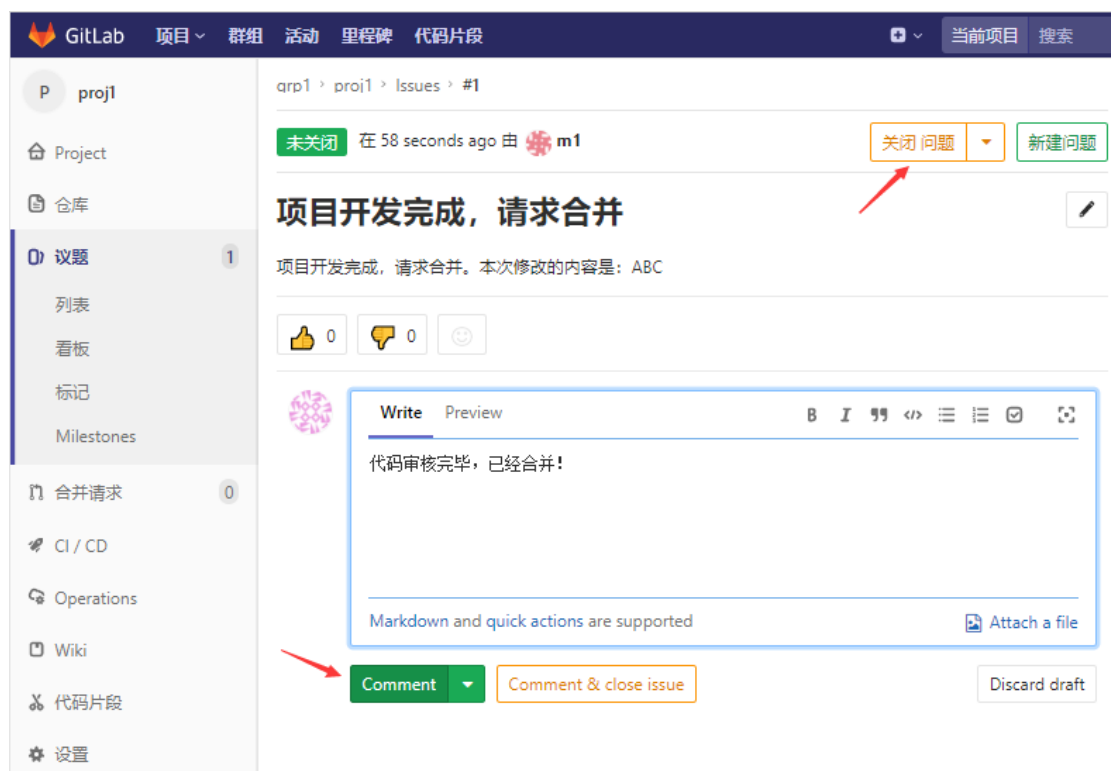 GitLab 项目 群组 活动 里程碑 代码片段 当前项目 搜索
P proj1
Project
仓库
议题 1
列表
看板
标记
Milestones
合并请求 0
CI / CD
Operations
Wiki
代码片段
设置
grp1 > proj1 > Issues > #1
未关闭 在 58 seconds ago 由 m1 关闭 问题 新建问题
项目开发完成，请求合并
项目开发完成，请求合并。本次修改的内容是：ABC
0 0
Write Preview B I
代码审核完毕，已经合并！
Markdown and quick actions are supported Attach a file
Comment Comment & close issue Discard draft